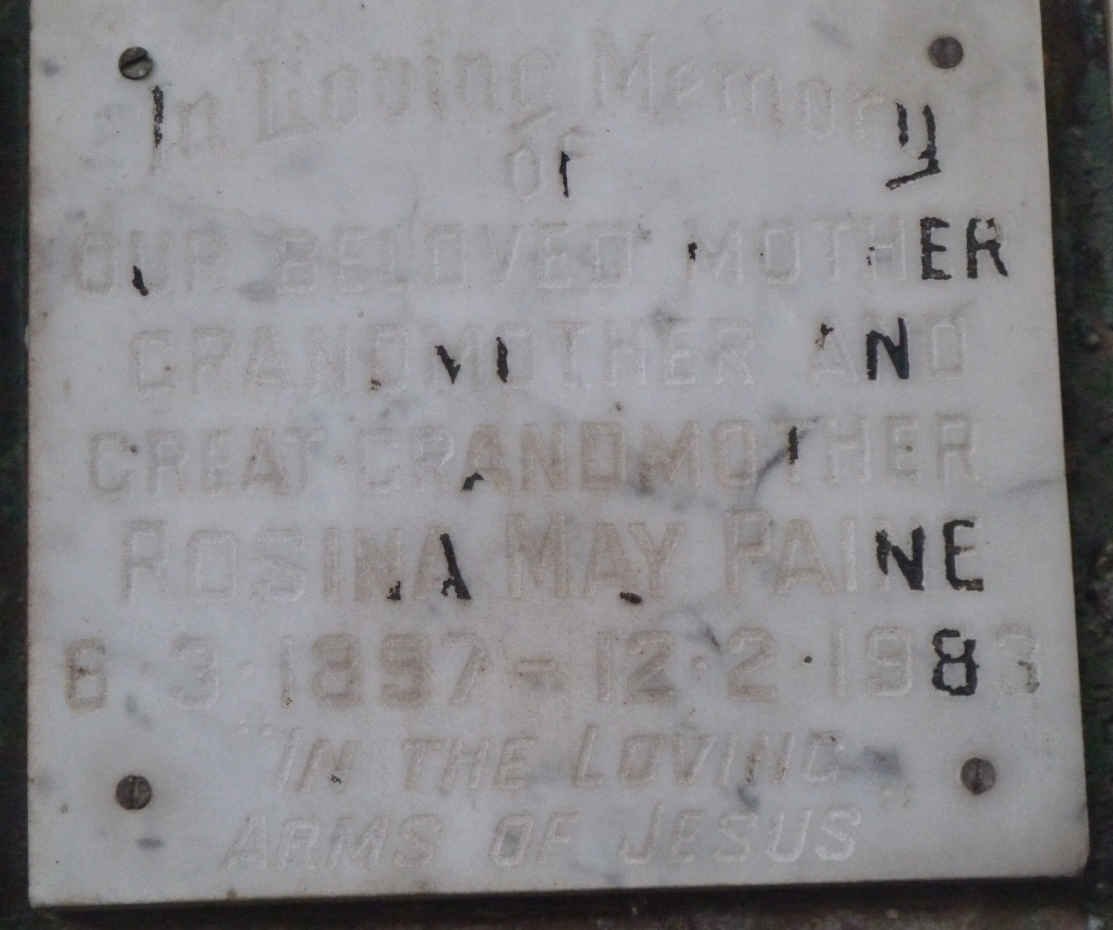 In Loving Memory
of
OUR BELOVED MOTHER
GRANDMOTHER AND
GREAT GRANDMOTHER
ROSINA MAY PAINE
6·3·1897 – 12·2·1983
"IN THE LOVING
ARMS OF JESUS"